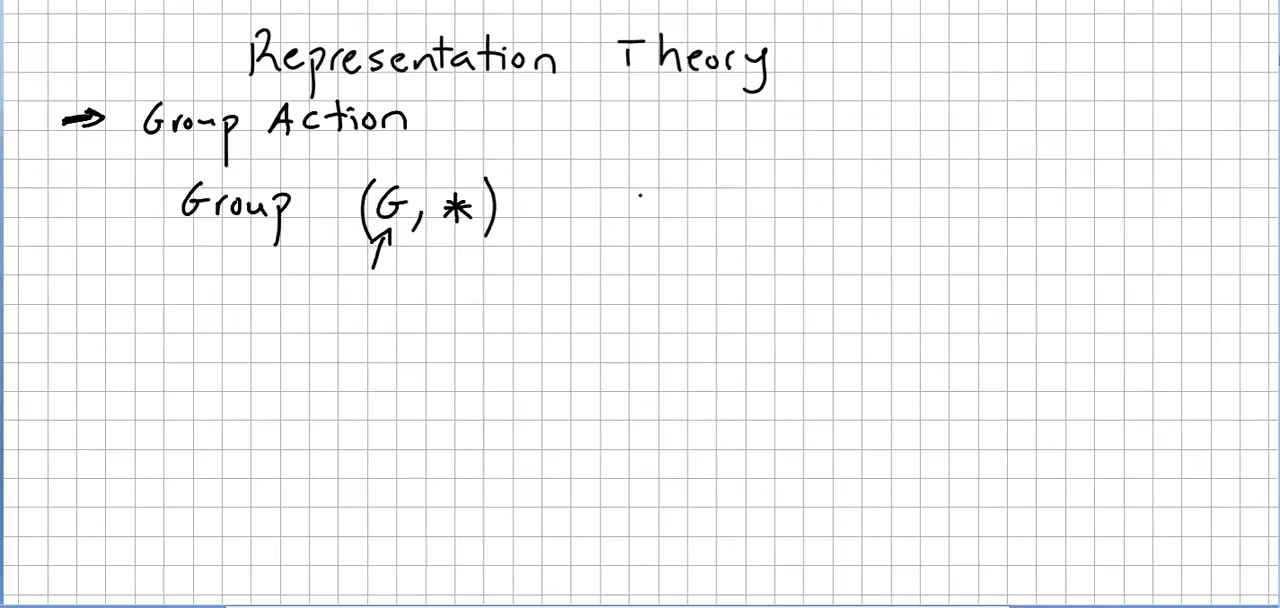 Representation Theory
→ Group Action
Group (G, *)